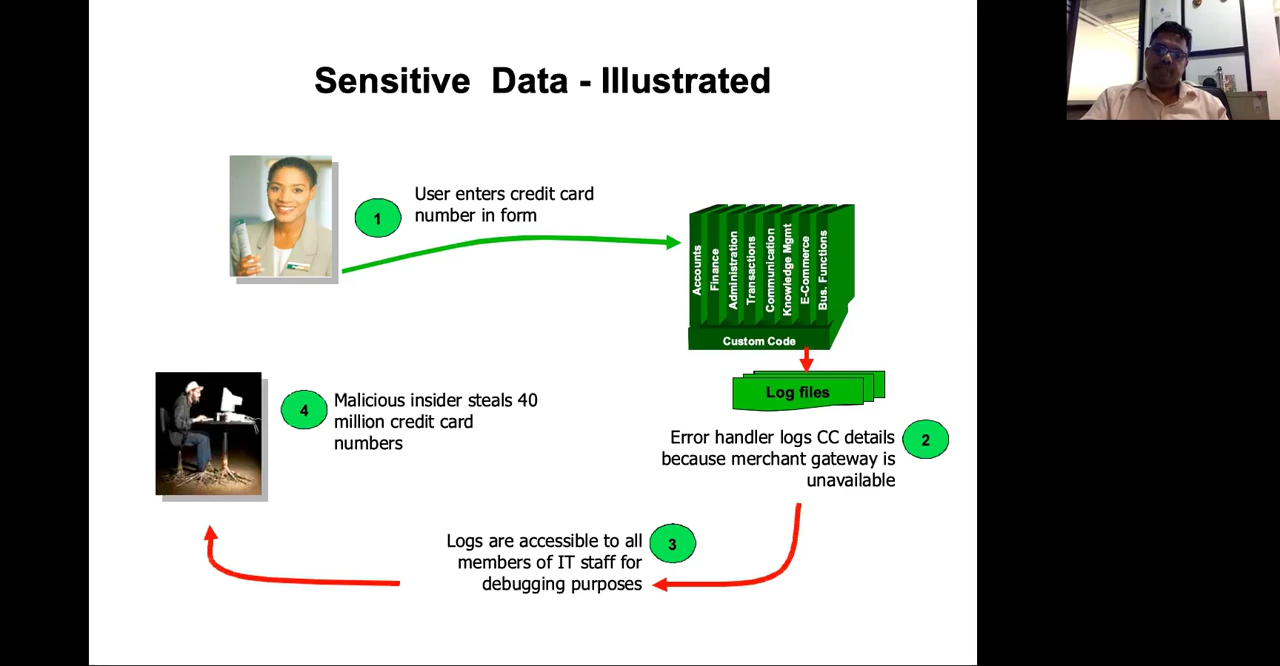 Sensitive Data - Illustrated
1
User enters credit card
number in form
Accounts
Finance
Administration
Transactions
Communication
Knowledge Mgmt
E-Commerce
Bus. Functions
Custom Code
Log files
Error handler logs CC details
because merchant gateway is
unavailable
2
Logs are accessible to all
members of IT staff for
debugging purposes
3
4
Malicious insider steals 40
million credit card
numbers